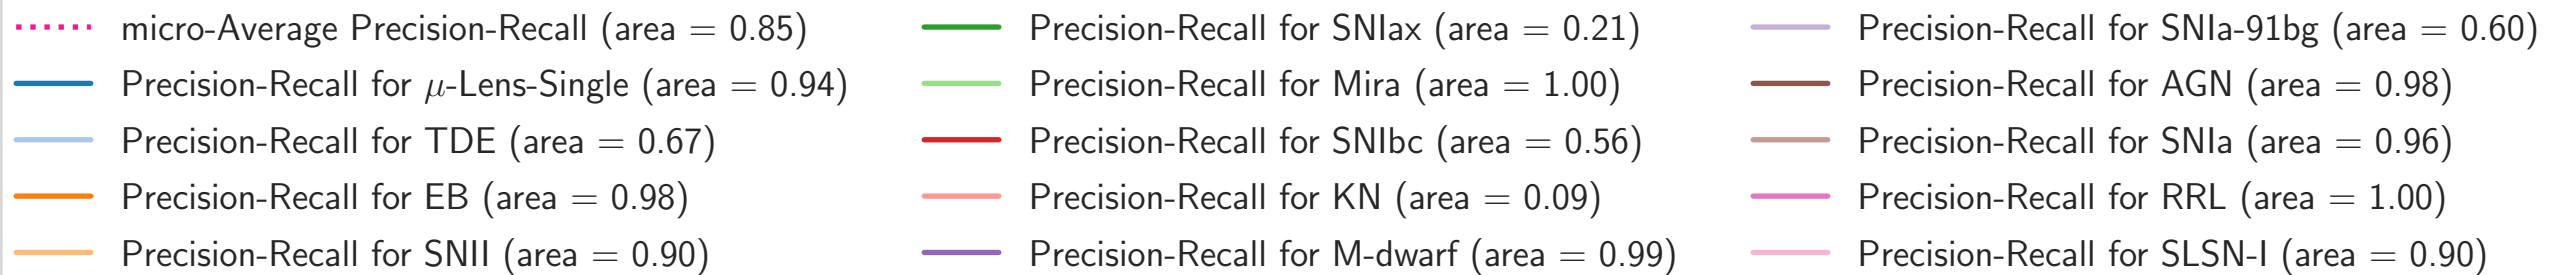 micro-Average Precision-Recall (area = 0.85)
Precision-Recall for μ-Lens-Single (area = 0.94)
Precision-Recall for TDE (area = 0.67)
Precision-Recall for EB (area = 0.98)
Precision-Recall for SNII (area = 0.90)
Precision-Recall for SNIax (area = 0.21)
Precision-Recall for Mira (area = 1.00)
Precision-Recall for SNIbc (area = 0.56)
Precision-Recall for KN (area = 0.09)
Precision-Recall for M-dwarf (area = 0.99)
Precision-Recall for SNIa-91bg (area = 0.60)
Precision-Recall for AGN (area = 0.98)
Precision-Recall for SNIa (area = 0.96)
Precision-Recall for RRL (area = 1.00)
Precision-Recall for SLSN-I (area = 0.90)